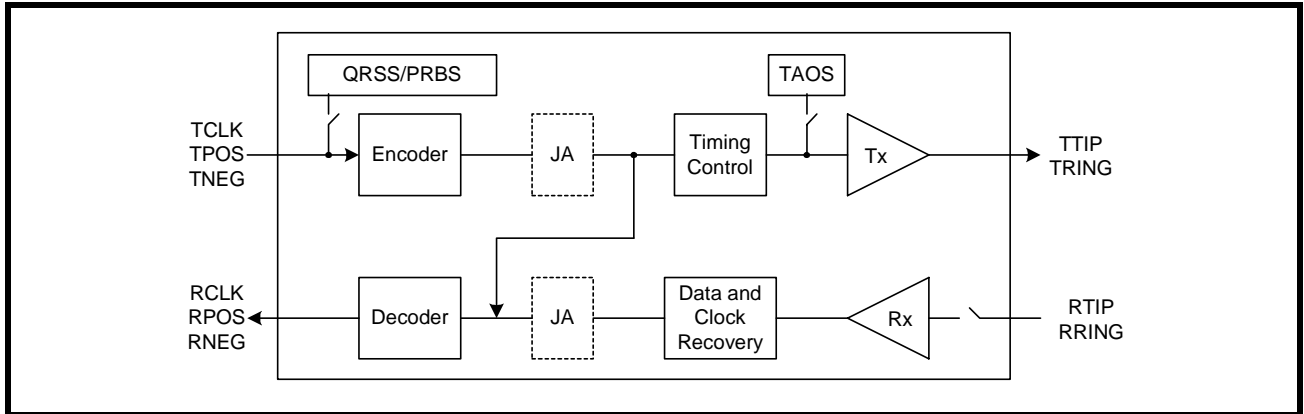 QRSS/PRBS
TAOS
TCLK
TPOS
TNEG
Encoder
JA
Timing
Control
Tx
TTIP
TRING
RCLK
RPOS
RNEG
Decoder
JA
Data and
Clock
Recovery
Rx
RTIP
RRING